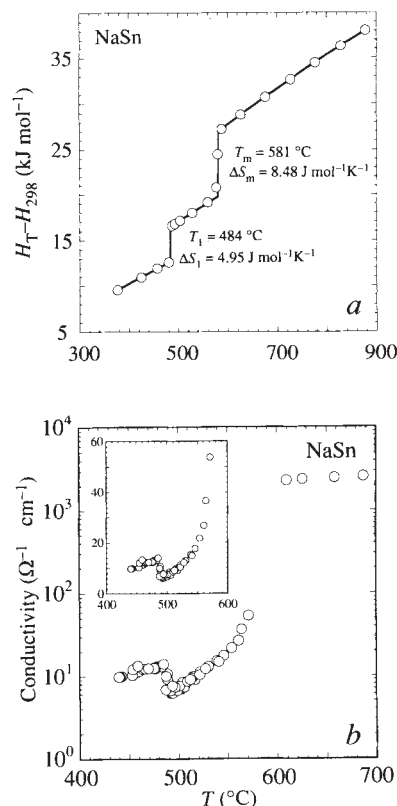 NaSn
35
25
15
5
H_T–H_298 (kJ mol⁻¹)
T_m = 581 °C
ΔS_m = 8.48 J mol⁻¹K⁻¹
T_1 = 484 °C
ΔS_1 = 4.95 J mol⁻¹K⁻¹
a
300 500 700 900
10⁴
10³
10²
10¹
10⁰
Conductivity (Ω⁻¹ cm⁻¹)
NaSn
60
40
20
0
400 500 600
b
400 500 600 700
T (°C)